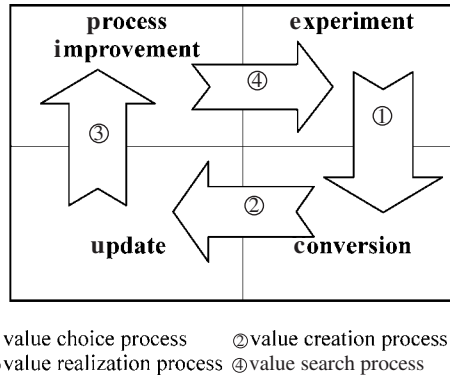 process experiment
improvement
④
①
③
②
update conversion
value choice process ②value creation process
value realization process ④value search process